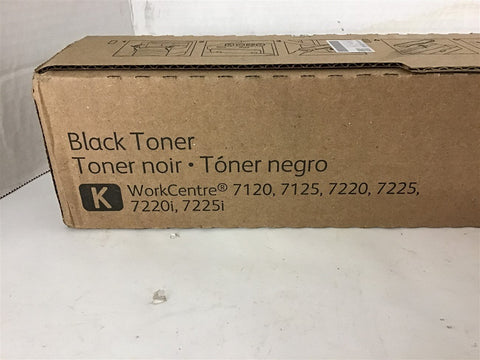 Black Toner
Toner noir • Tóner negro
K WorkCentre® 7120, 7125, 7220, 7225,
7220i, 7225i